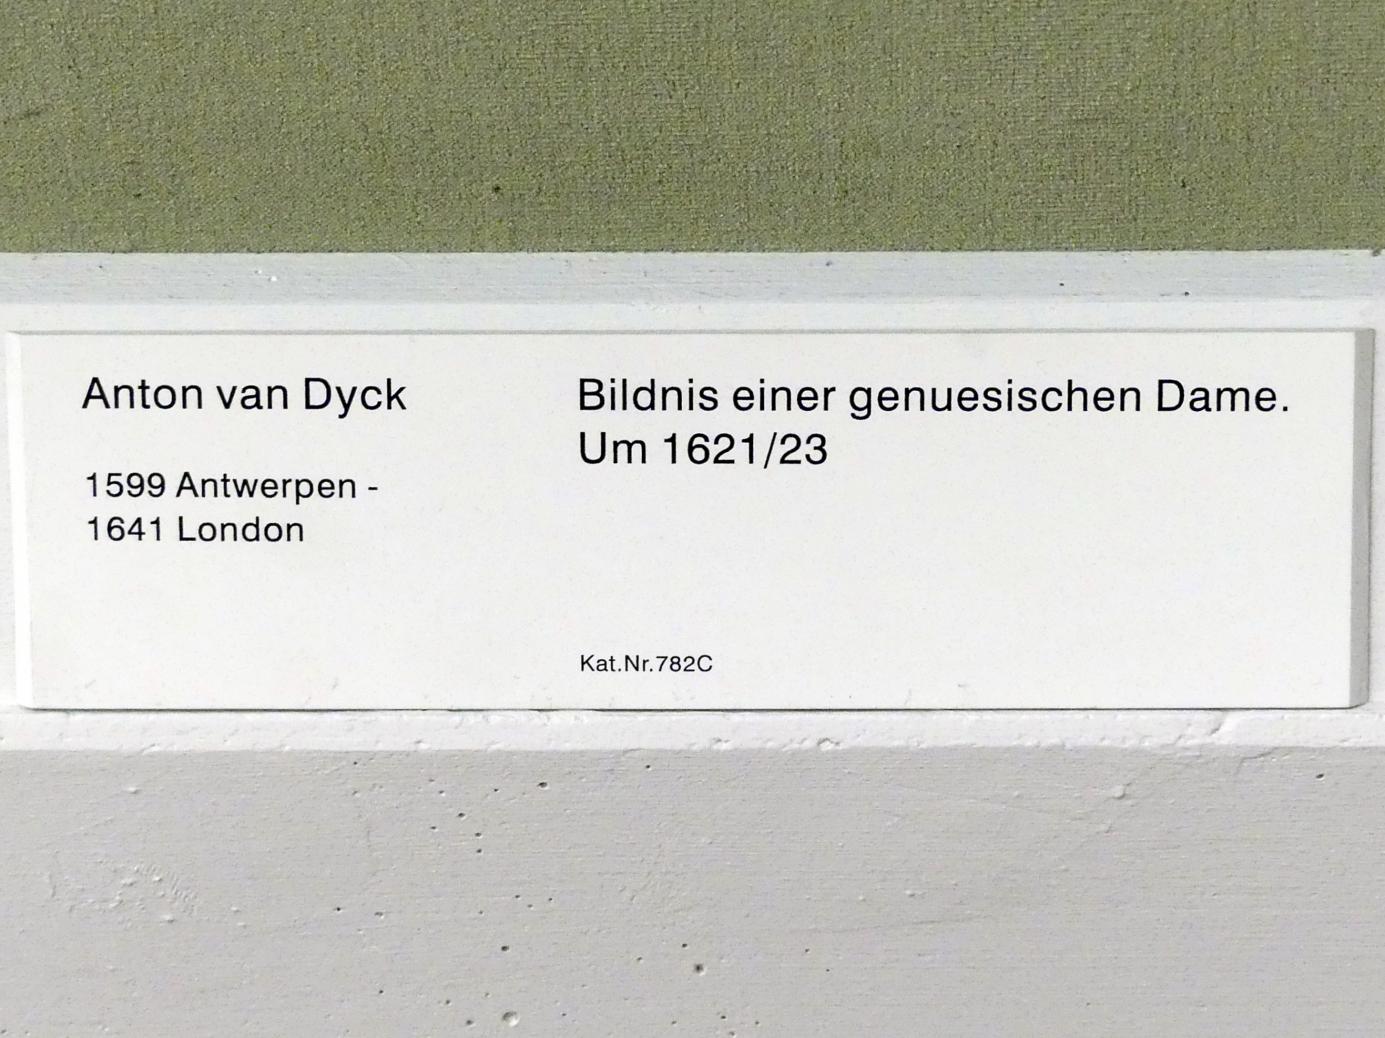 Anton van Dyck
1599 Antwerpen -
1641 London
Bildnis einer genuesischen Dame.
Um 1621/23
Kat.Nr.782C